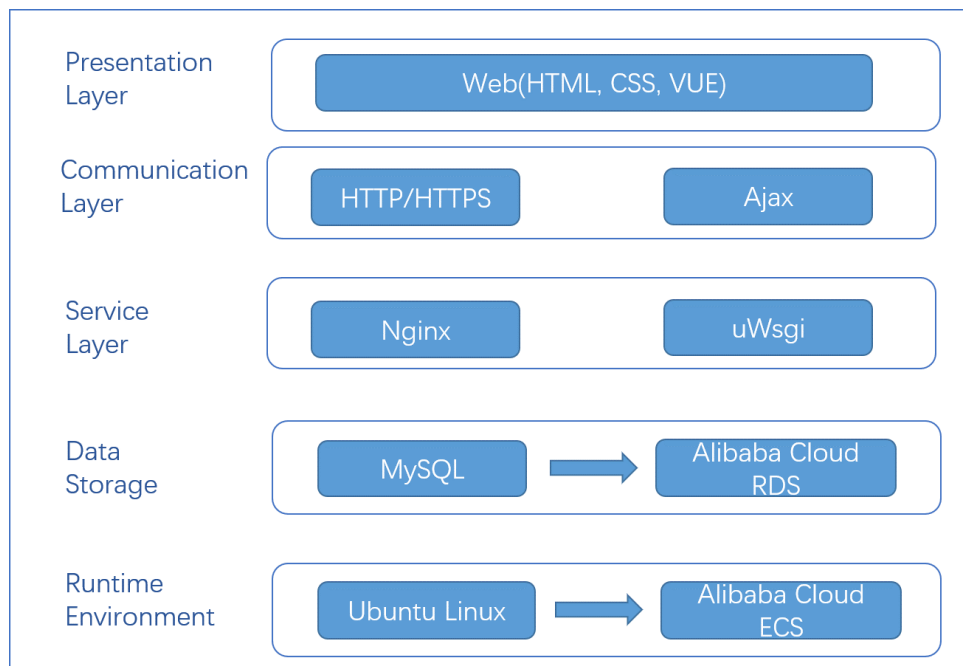 Presentation
Layer
Web(HTML, CSS, VUE)
Communication
Layer
HTTP/HTTPS
Ajax
Service
Layer
Nginx
uWsgi
Data
Storage
MySQL
Alibaba Cloud
RDS
Runtime
Environment
Ubuntu Linux
Alibaba Cloud
ECS